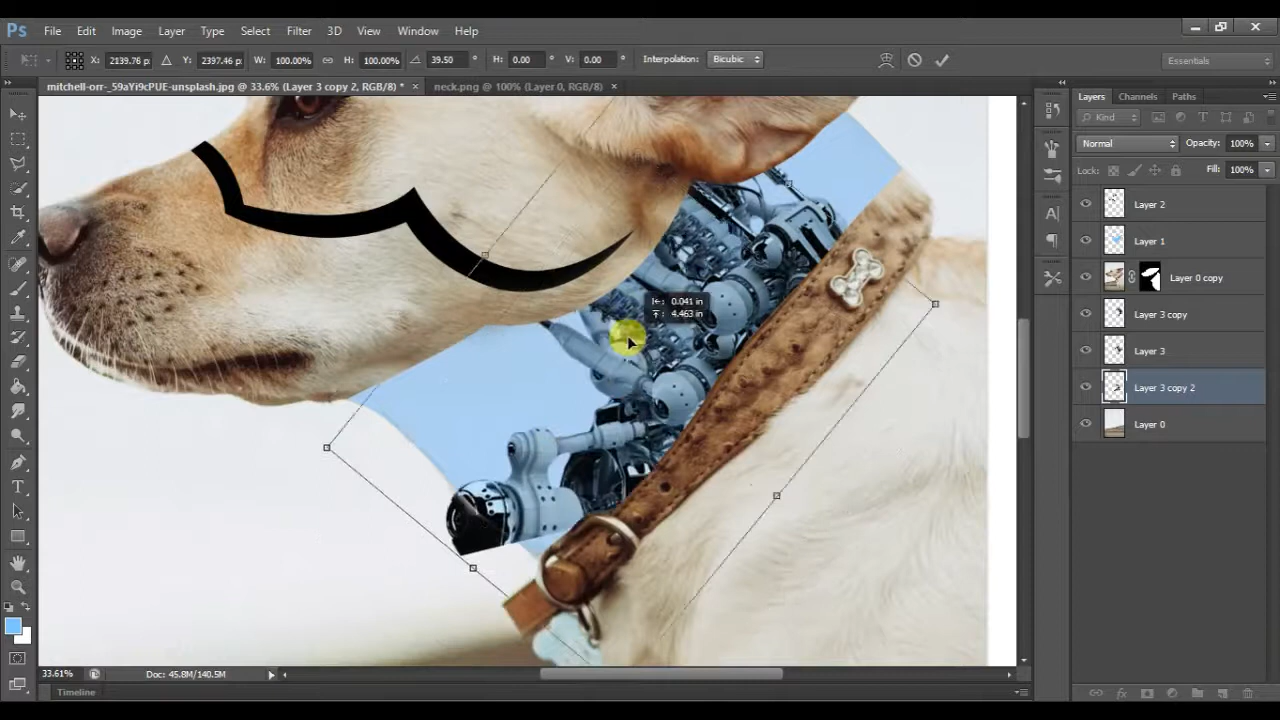 Ps File Edit Image Layer Type Select Filter 3D View Window Help
X: 2139.76 p: Y: 2397.46 p: W: 100.00% H: 100.00% 39.50 ° H: 0.00 ° V: 0.00 ° Interpolation: Bicubic Essentials
mitchell-orr-_59aYi9cPUE-unsplash.jpg @ 33.6% (Layer 3 copy 2, RGB/8) * × neck.png @ 100% (Layer 0, RGB/8) ×
Layers Channels Paths
Kind
Normal Opacity: 100%
Lock: Fill: 100%
Layer 2
Layer 1
Layer 0 copy
Layer 3 copy
Layer 3
Layer 3 copy 2
Layer 0
0.041 in
4.463 in
33.61% Doc: 45.8M/140.5M
Timeline